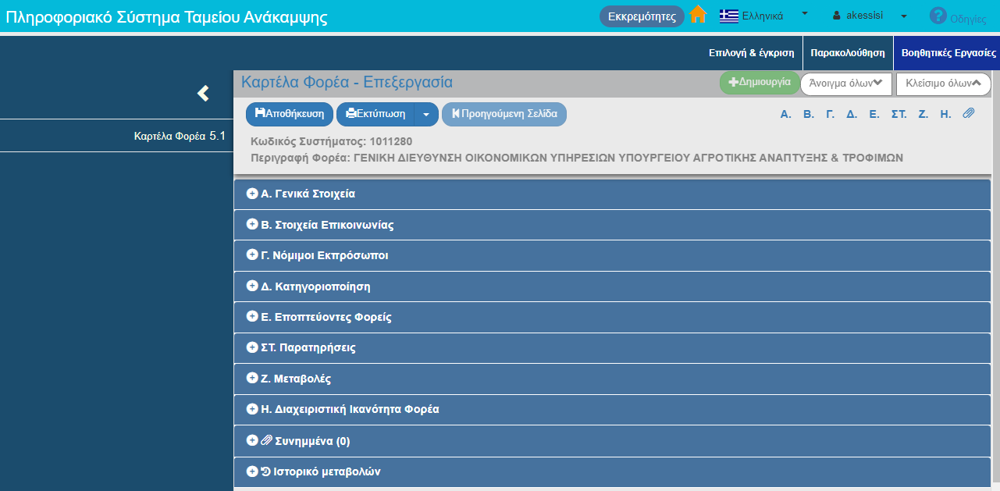 Πληροφοριακό Σύστημα Ταμείου Ανάκαμψης
Εκκρεμότητες
Ελληνικά
akessisi
Οδηγίες
Επιλογή & έγκριση
Παρακολούθηση
Βοηθητικές Εργασίες
Καρτέλα Φορέα 5.1
Καρτέλα Φορέα - Επεξεργασία
Δημιουργία
Άνοιγμα όλων
Κλείσιμο όλων
Αποθήκευση
Εκτύπωση
Προηγούμενη Σελίδα
Α. Β. Γ. Δ. Ε. ΣΤ. Ζ. Η.
Κωδικός Συστήματος: 1011280
Περιγραφή Φορέα: ΓΕΝΙΚΗ ΔΙΕΥΘΥΝΣΗ ΟΙΚΟΝΟΜΙΚΩΝ ΥΠΗΡΕΣΙΩΝ ΥΠΟΥΡΓΕΙΟΥ ΑΓΡΟΤΙΚΗΣ ΑΝΑΠΤΥΞΗΣ & ΤΡΟΦΙΜΩΝ
Α. Γενικά Στοιχεία
Β. Στοιχεία Επικοινωνίας
Γ. Νόμιμοι Εκπρόσωποι
Δ. Κατηγοριοποίηση
Ε. Εποπτεύοντες Φορείς
ΣΤ. Παρατηρήσεις
Ζ. Μεταβολές
Η. Διαχειριστική Ικανότητα Φορέα
Συνημμένα (0)
Ιστορικό μεταβολών